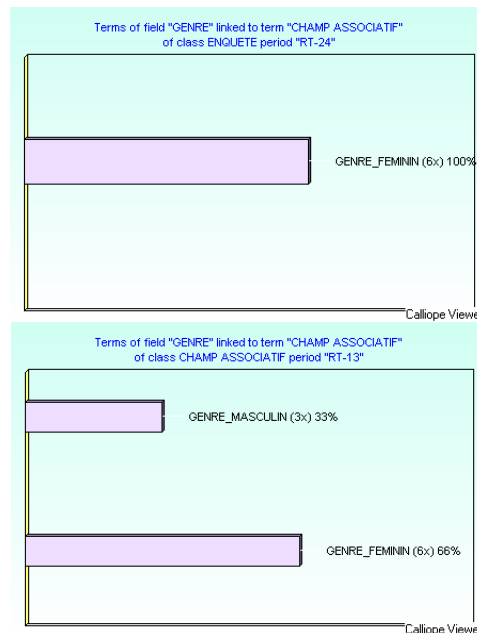 Terms of field "GENRE" linked to term "CHAMP ASSOCIATIF"
of class ENQUETE period "RT-24"
GENRE_FEMININ (6x) 100%
Calliope Viewe
Terms of field "GENRE" linked to term "CHAMP ASSOCIATIF"
of class CHAMP ASSOCIATIF period "RT-13"
GENRE_MASCULIN (3x) 33%
GENRE_FEMININ (6x) 66%
Calliope Viewe